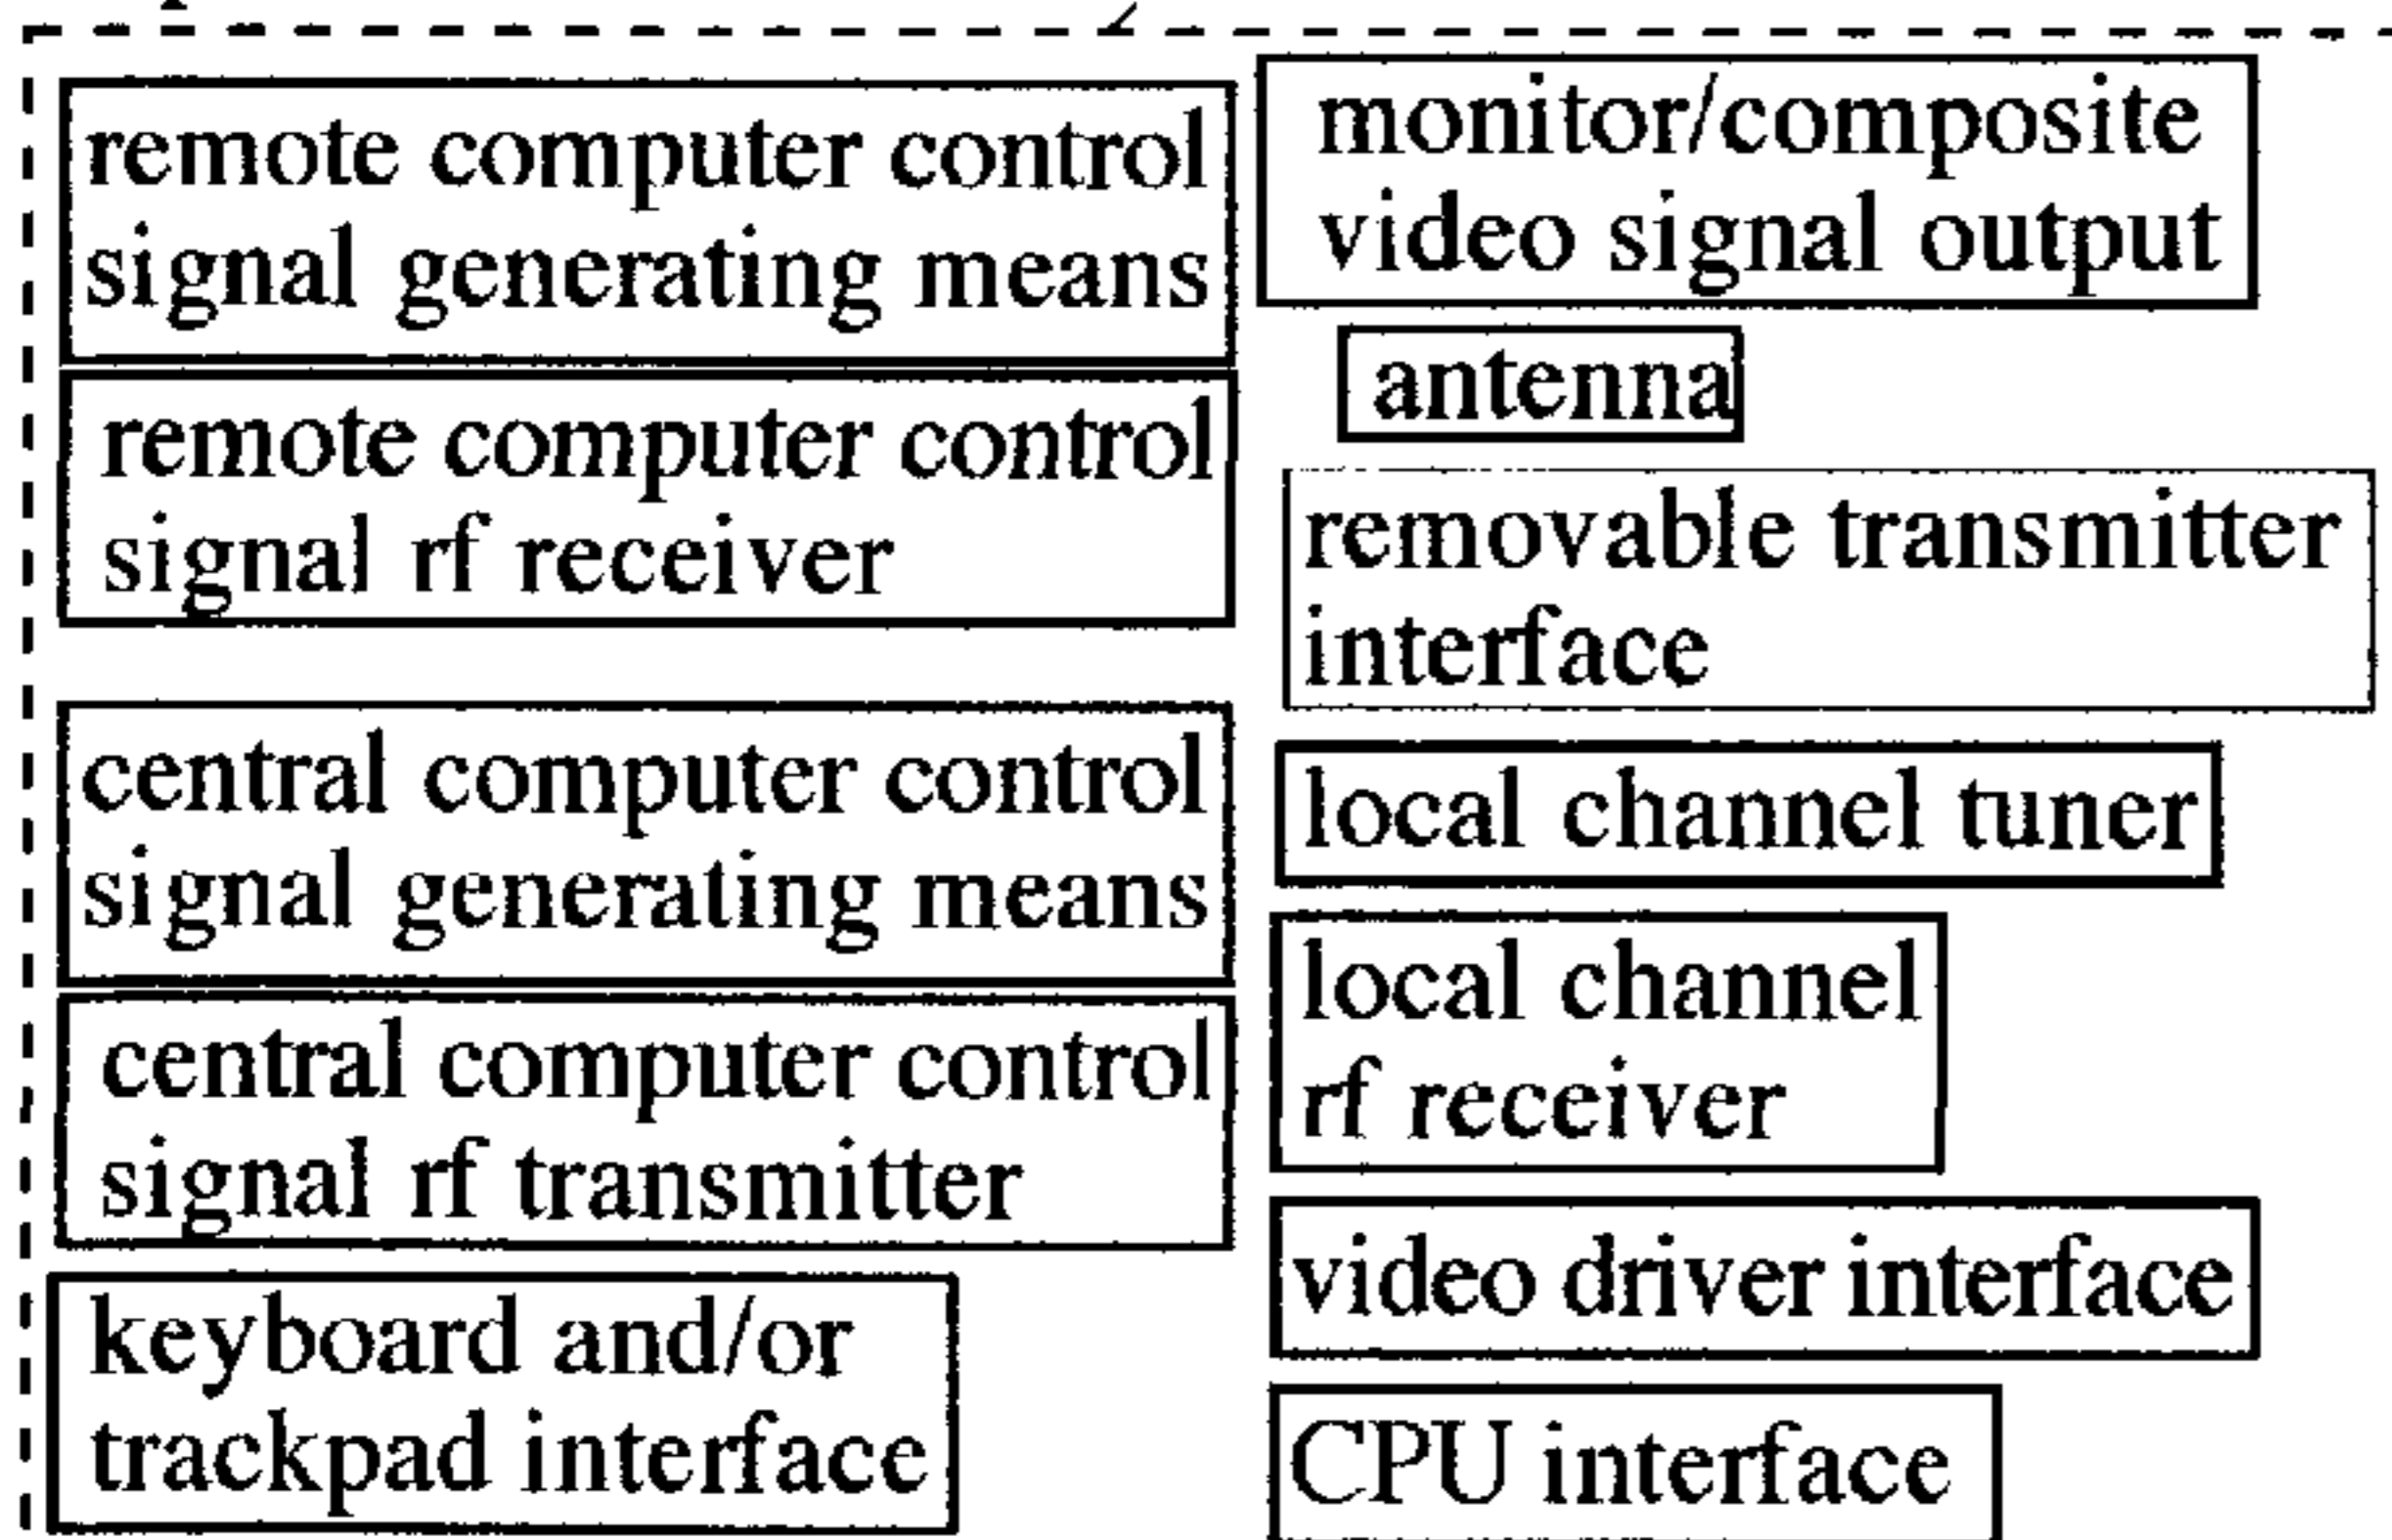 remote computer control
signal generating means
remote computer control
signal rf receiver
central computer control
signal generating means
central computer control
signal rf transmitter
keyboard and/or
trackpad interface
monitor/composite
video signal output
antenna
removable transmitter
interface
local channel tuner
local channel
rf receiver
video driver interface
CPU interface